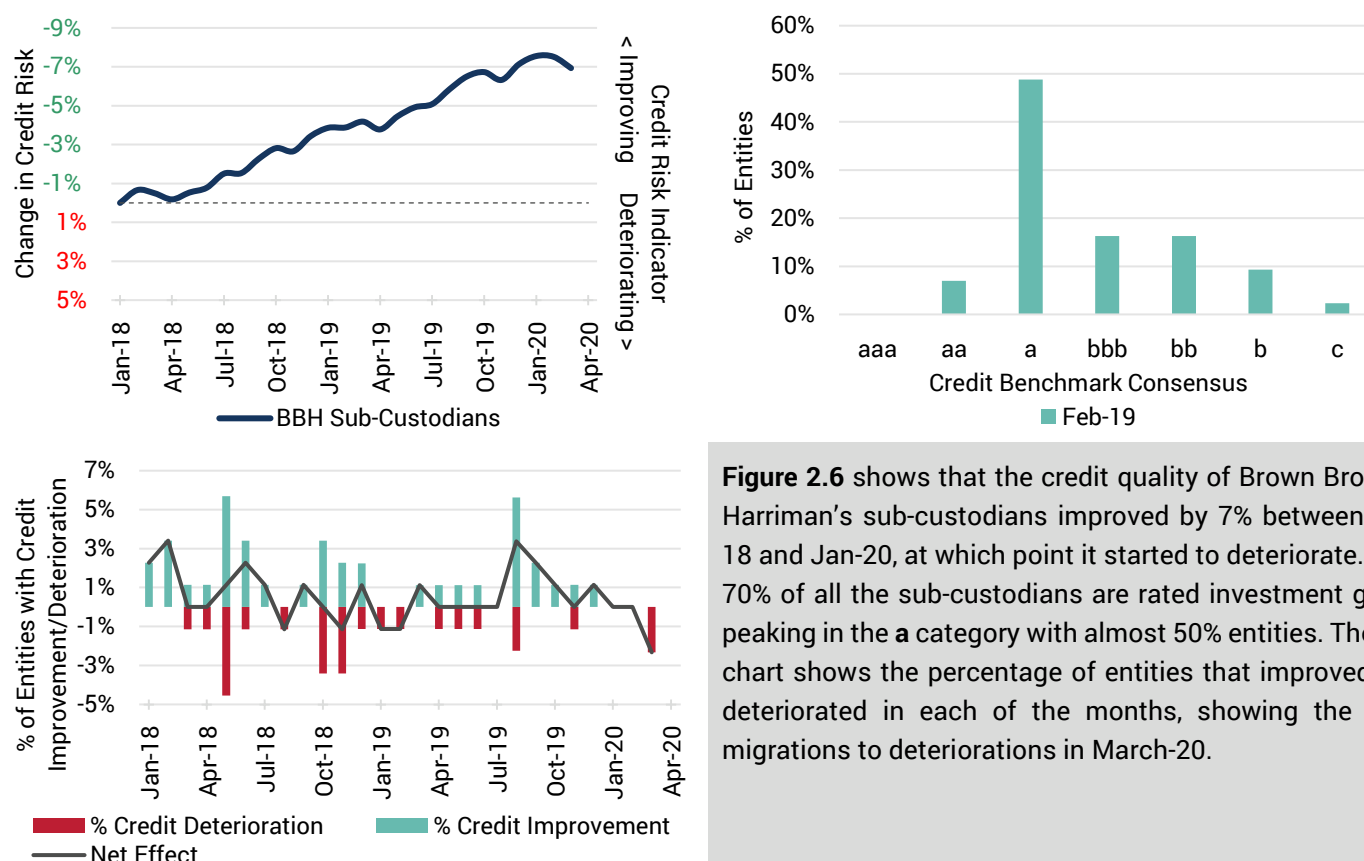 -9%
-7%
-5%
-3%
-1%
1%
3%
5%
Change in Credit Risk
Jan-18
Apr-18
Jul-18
Oct-18
Jan-19
Apr-19
Jul-19
Oct-19
Jan-20
Apr-20
Credit Risk Indicator
< Improving Deteriorating >
BBH Sub-Custodians
60%
50%
40%
30%
20%
10%
0%
% of Entities
aaa
aa
a
bbb
bb
b
c
Credit Benchmark Consensus
Feb-19
7%
5%
3%
1%
-1%
-3%
-5%
% of Entities with Credit
Improvement/Deterioration
Jan-18
Apr-18
Jul-18
Oct-18
Jan-19
Apr-19
Jul-19
Oct-19
Jan-20
Apr-20
% Credit Deterioration
% Credit Improvement
Net Effect
Figure 2.6 shows that the credit quality of Brown Bro
Harriman's sub-custodians improved by 7% between
18 and Jan-20, at which point it started to deteriorate.
70% of all the sub-custodians are rated investment g
peaking in the a category with almost 50% entities. The
chart shows the percentage of entities that improved
deteriorated in each of the months, showing the
migrations to deteriorations in March-20.